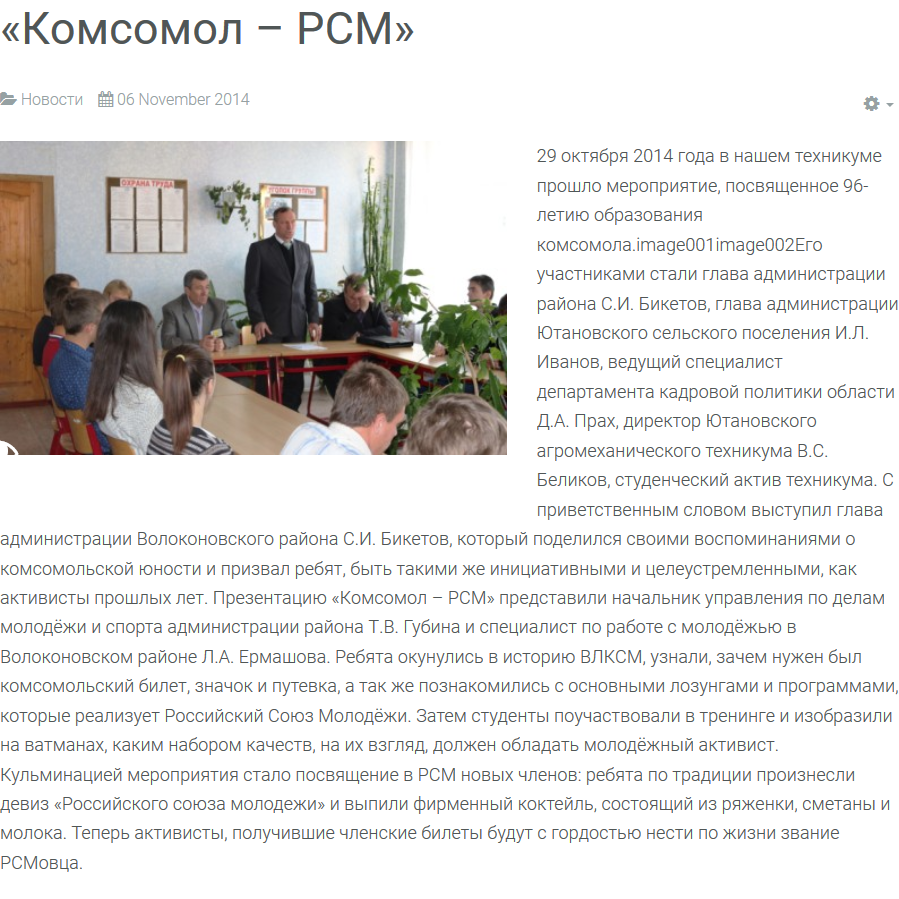 «Комсомол – РСМ»
Новости 06 November 2014
ОХРАНА ТРУДА
УГОЛОК ГРУППЫ
29 октября 2014 года в нашем техникуме
прошло мероприятие, посвященное 96-
летию образования
комсомола.image001image002Его
участниками стали глава администрации
района С.И. Бикетов, глава администрации
Ютановского сельского поселения И.Л.
Иванов, ведущий специалист
департамента кадровой политики области
Д.А. Прах, директор Ютановского
агромеханического техникума В.С.
Беликов, студенческий актив техникума. С
приветственным словом выступил глава
администрации Волоконовского района С.И. Бикетов, который поделился своими воспоминаниями о
комсомольской юности и призвал ребят, быть такими же инициативными и целеустремленными, как
активисты прошлых лет. Презентацию «Комсомол – РСМ» представили начальник управления по делам
молодёжи и спорта администрации района Т.В. Губина и специалист по работе с молодёжью в
Волоконовском районе Л.А. Ермашова. Ребята окунулись в историю ВЛКСМ, узнали, зачем нужен был
комсомольский билет, значок и путевка, а так же познакомились с основными лозунгами и программами,
которые реализует Российский Союз Молодёжи. Затем студенты поучаствовали в тренинге и изобразили
на ватманах, каким набором качеств, на их взгляд, должен обладать молодёжный активист.
Кульминацией мероприятия стало посвящение в РСМ новых членов: ребята по традиции произнесли
девиз «Российского союза молодежи» и выпили фирменный коктейль, состоящий из ряженки, сметаны и
молока. Теперь активисты, получившие членские билеты будут с гордостью нести по жизни звание
РСМовца.